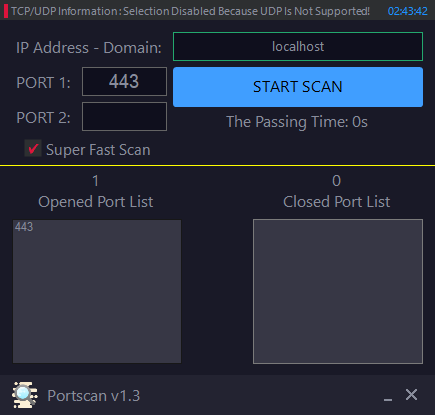 TCP/UDP Information : Selection Disabled Because UDP Is Not Supported! 02:43:42
IP Address - Domain: localhost
PORT 1: 443
START SCAN
PORT 2:
The Passing Time: 0s
Super Fast Scan
1 0
Opened Port List Closed Port List
443
Portscan v1.3